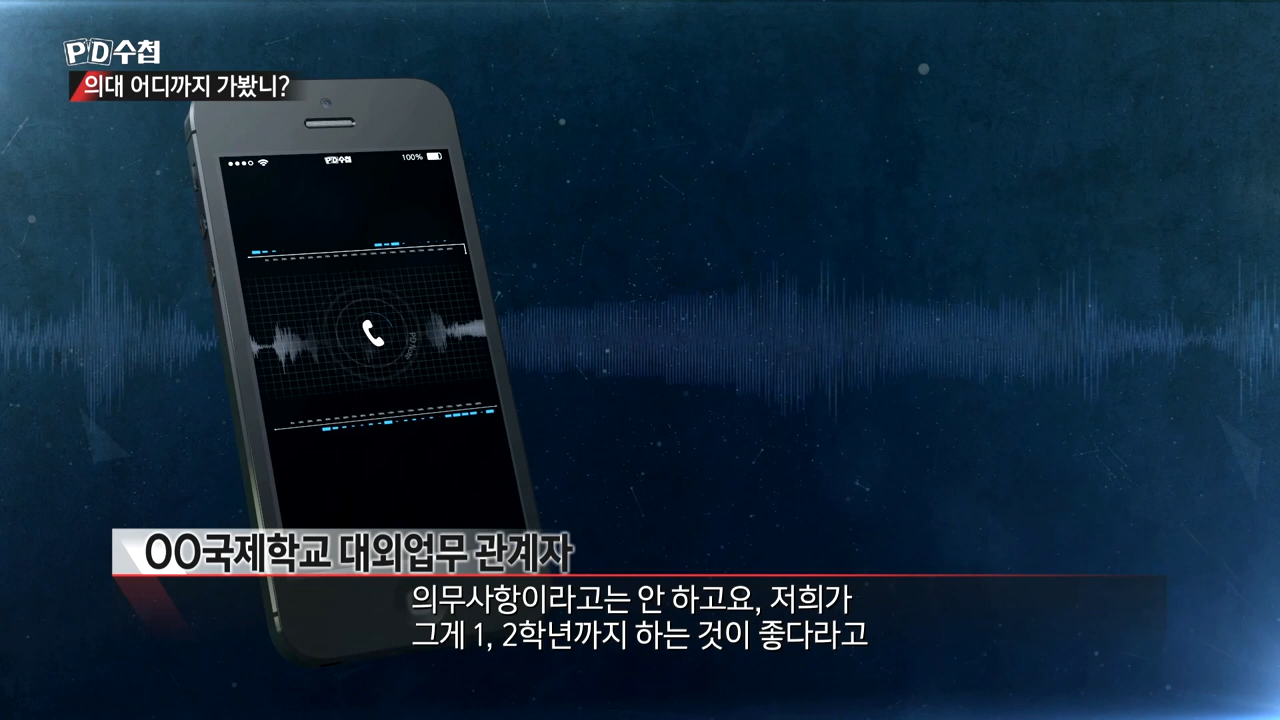 PD수첩
의대 어디까지 가봤니?
PD수첩
100%
OO국제학교 대외업무 관계자
의무사항이라고는 안 하고요, 저희가
그게 1, 2학년까지 하는 것이 좋다라고